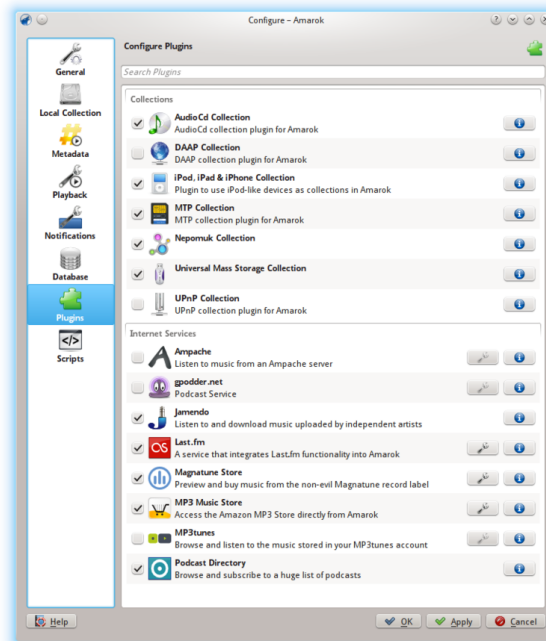 Configure – Amarok
Configure Plugins
Search Plugins
General
Local Collection
Metadata
Playback
Notifications
Database
Plugins
Scripts
Collections
AudioCd Collection
AudioCd collection plugin for Amarok
DAAP Collection
DAAP collection plugin for Amarok
iPod, iPad & iPhone Collection
Plugin to use iPod-like devices as collections in Amarok
MTP Collection
MTP collection plugin for Amarok
Nepomuk Collection
Universal Mass Storage Collection
UPnP Collection
UPnP collection plugin for Amarok
Internet Services
Ampache
Listen to music from an Ampache server
gpodder.net
Podcast Service
Jamendo
Listen to and download music uploaded by independent artists
Last.fm
A service that integrates Last.fm functionality into Amarok
Magnatune Store
Preview and buy music from the non-evil Magnatune record label
MP3 Music Store
Access the Amazon MP3 Store directly from Amarok
MP3tunes
Browse and listen to the music stored in your MP3tunes account
Podcast Directory
Browse and subscribe to a huge list of podcasts
Help
OK
Apply
Cancel